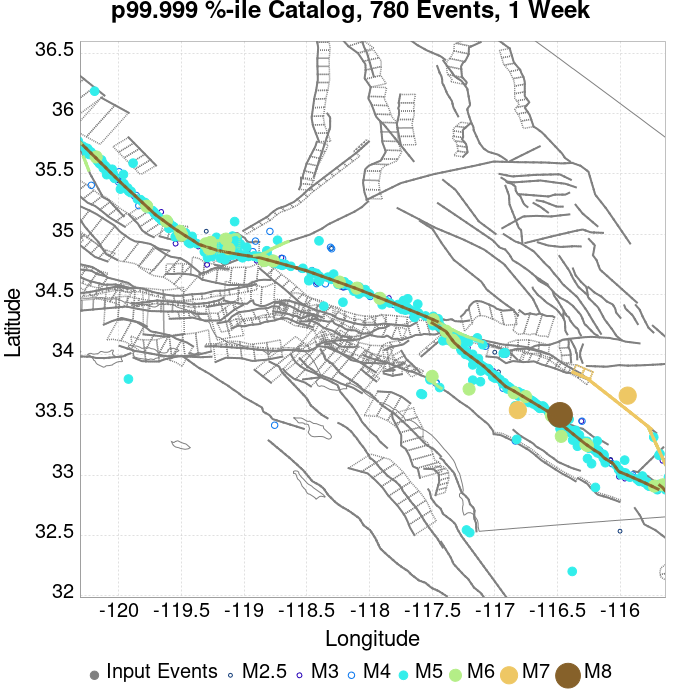 p99.999 %-ile Catalog, 780 Events, 1 Week
36.5
36
35.5
35
34.5
34
33.5
33
32.5
32
Latitude
-120 -119.5 -119 -118.5 -118 -117.5 -117 -116.5 -116
Longitude
Input Events M2.5 M3 M4 M5 M6 M7 M8